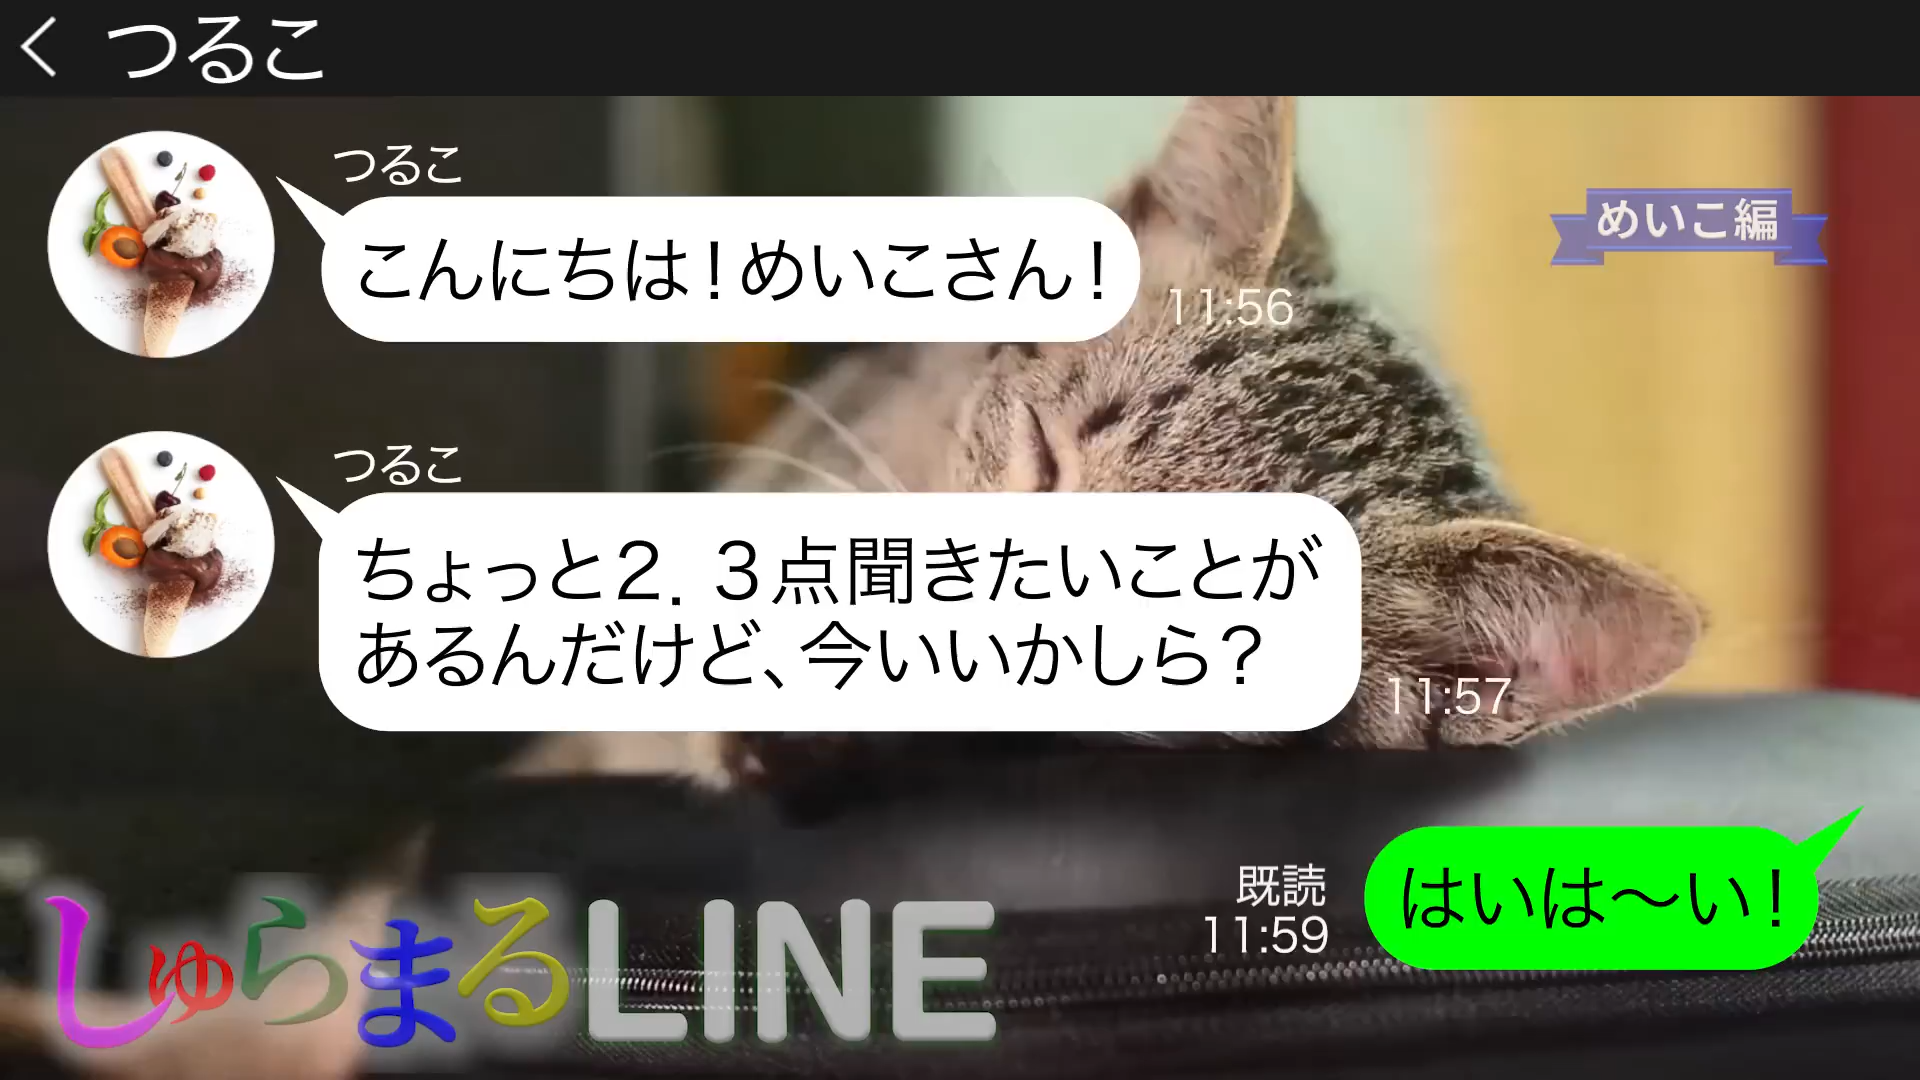 つるこ
つるこ
こんにちは！めいこさん！
11:56
めいこ編
つるこ
ちょっと２．３点聞きたいことが
あるんだけど、今いいかしら？
11:57
はいは～い！
既読
11:59
しゅらまるLINE